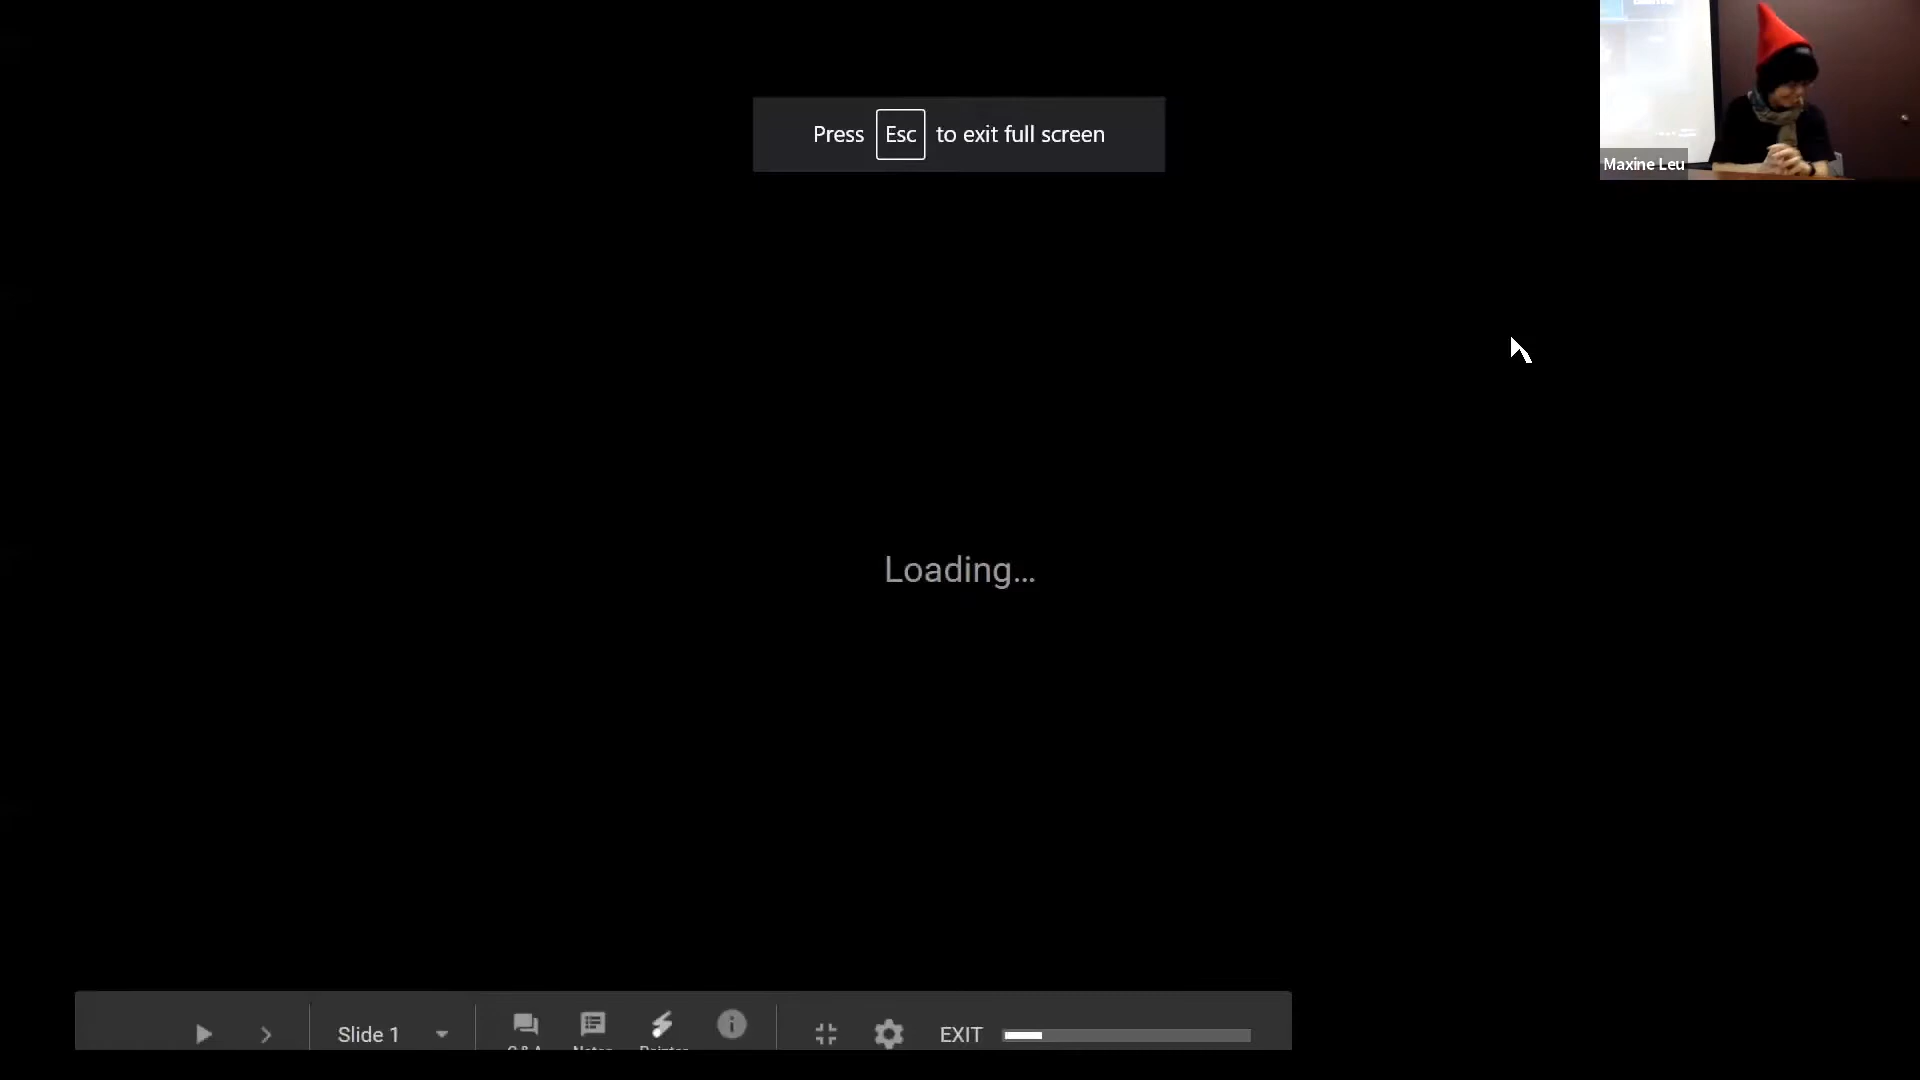 Press Esc to exit full screen
Maxine Leu
Loading...
Slide 1
EXIT